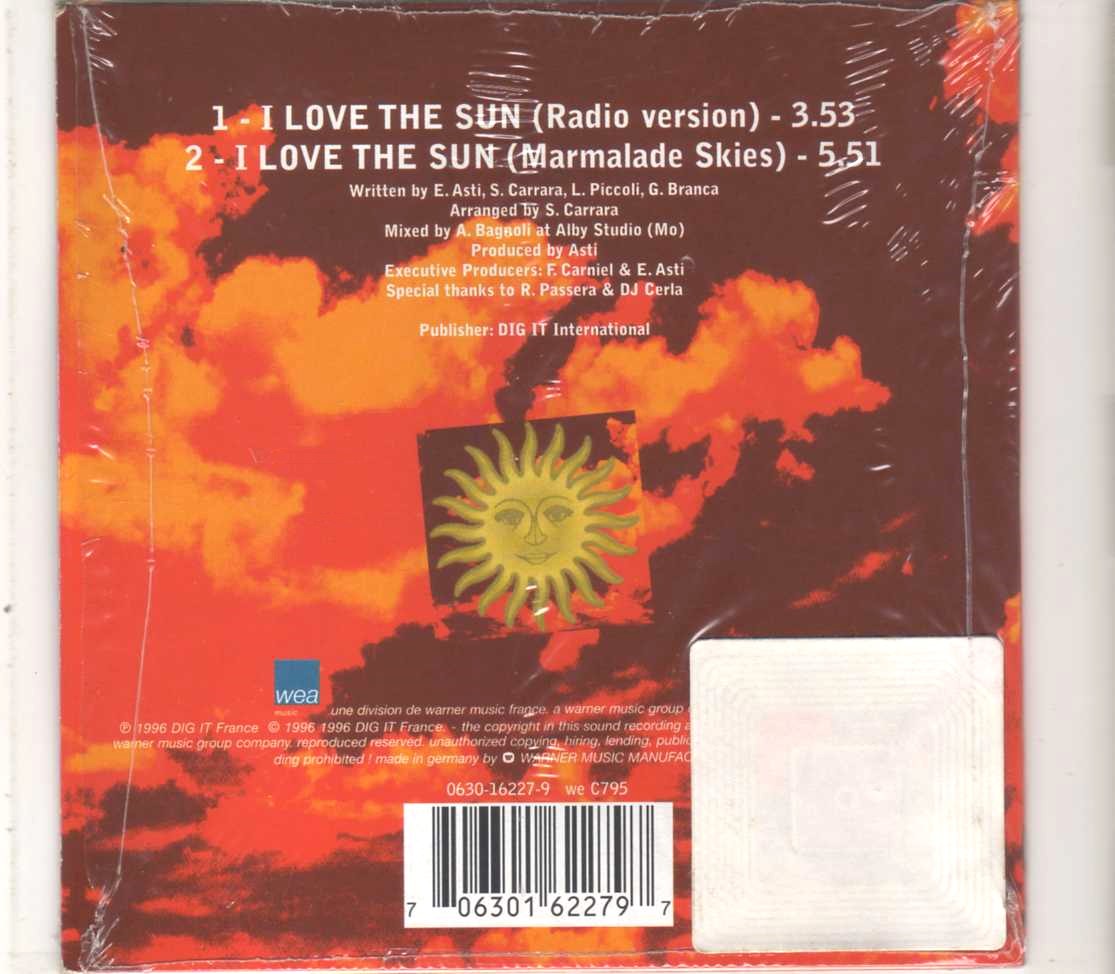 1 - I LOVE THE SUN (Radio version) - 3.53
2 - I LOVE THE SUN (Marmalade Skies) - 5.51
Written by E. Asti, S. Carrara, L. Piccoli, G. Branca
Arranged by S. Carrara
Mixed by A. Bagnoli at Alby Studio (Mo)
Produced by Asti
Executive Producers: F. Carniel & E. Asti
Special thanks to R. Passera & DJ Cerla
Publisher: DIG IT International
wea
music
une division de warner music france. a warner music group
℗ 1996 DIG IT France © 1996 1996 DIG IT France. - the copyright in this sound recording
warner music group company. reproduced reserved. unauthorized copying, hiring, lending, public
ding prohibited ! made in germany by WARNER MUSIC MANUFAC
0630-16227-9 we C795
7 06301 62279 7